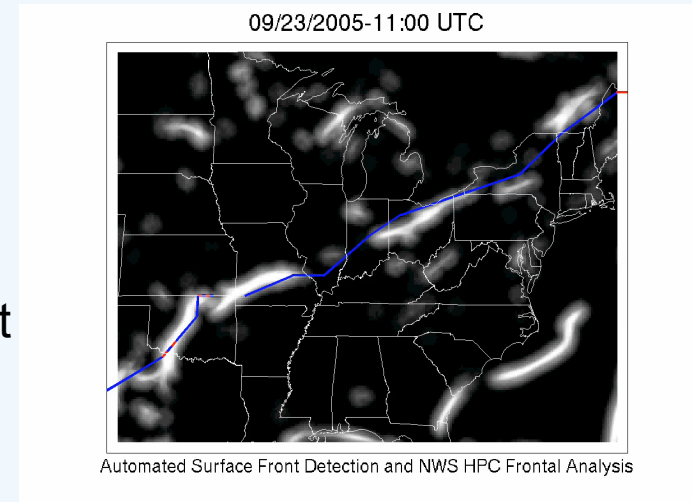 09/23/2005-11:00 UTC
t
Automated Surface Front Detection and NWS HPC Frontal Analysis